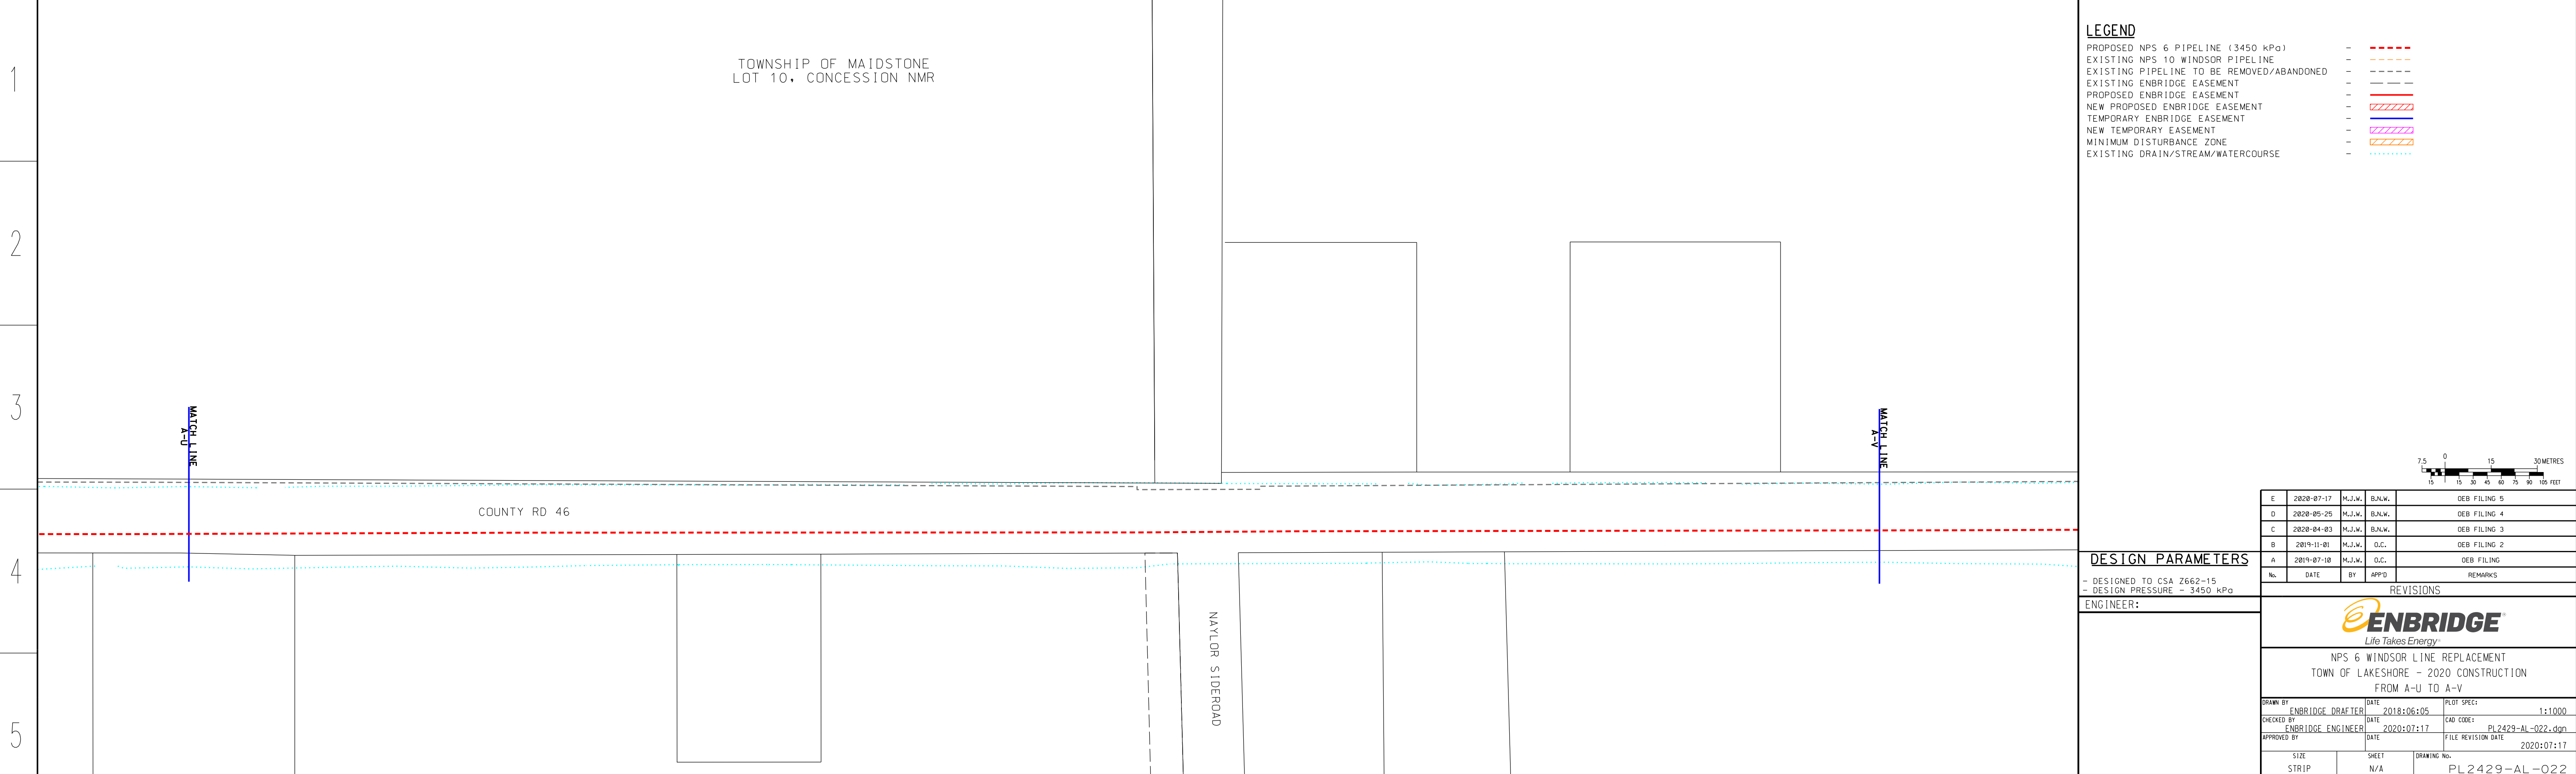 1
2
3
4
5
TOWNSHIP OF MAIDSTONE
LOT 10, CONCESSION NMR
MATCH LINE
A-U
COUNTY RD 46
NAYLOR SIDEROAD
MATCH LINE
A-V
LEGEND
PROPOSED NPS 6 PIPELINE (3450 kPa) -
EXISTING NPS 10 WINDSOR PIPELINE -
EXISTING PIPELINE TO BE REMOVED/ABANDONED -
EXISTING ENBRIDGE EASEMENT -
PROPOSED ENBRIDGE EASEMENT -
NEW PROPOSED ENBRIDGE EASEMENT -
TEMPORARY ENBRIDGE EASEMENT -
NEW TEMPORARY EASEMENT -
MINIMUM DISTURBANCE ZONE -
EXISTING DRAIN/STREAM/WATERCOURSE -
7.5 0 15 30 METRES
15 15 30 45 60 75 90 105 FEET
E 2020-07-17 M.J.W. B.N.W. OEB FILING 5
D 2020-05-25 M.J.W. B.N.W. OEB FILING 4
C 2020-04-03 M.J.W. B.N.W. OEB FILING 3
B 2019-11-01 M.J.W. O.C. OEB FILING 2
A 2019-07-10 M.J.W. O.C. OEB FILING
No. DATE BY APP'D REMARKS
REVISIONS
DESIGN PARAMETERS
- DESIGNED TO CSA Z662-15
- DESIGN PRESSURE - 3450 kPa
ENGINEER:
ENBRIDGE
Life Takes Energy
NPS 6 WINDSOR LINE REPLACEMENT
TOWN OF LAKESHORE - 2020 CONSTRUCTION
FROM A-U TO A-V
DRAWN BY DATE PLOT SPEC:
ENBRIDGE DRAFTER 2018:06:05 1:1000
CHECKED BY DATE CAD CODE:
ENBRIDGE ENGINEER 2020:07:17 PL2429-AL-022.dgn
APPROVED BY DATE FILE REVISION DATE
2020:07:17
SIZE SHEET DRAWING No.
STRIP N/A PL2429-AL-022